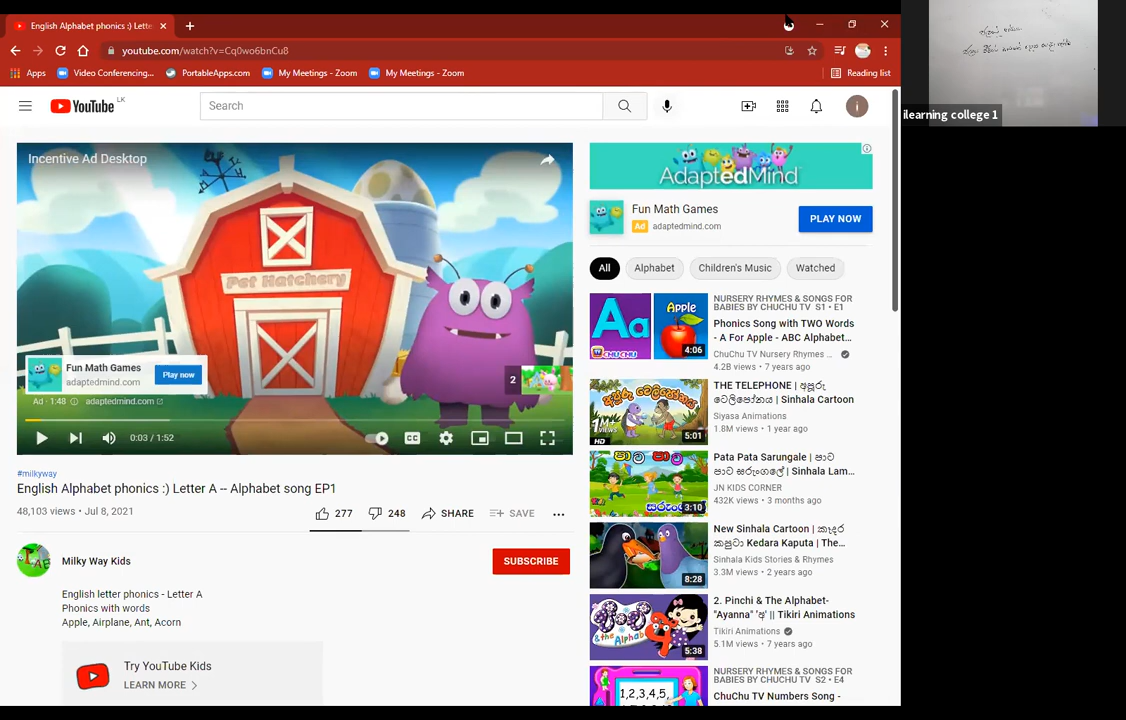 English Alphabet phonics :) Lette
youtube.com/watch?v=Cq0wo6bnCu8
Apps
Video Conferencing...
PortableApps.com
My Meetings - Zoom
My Meetings - Zoom
Reading list
YouTube LK
Search
i
ilearning college 1
Incentive Ad Desktop
Pet Hatchery
Fun Math Games
adaptedmind.com
Play now
2
Ad · 1:48
adaptedmind.com
0:03 / 1:52
CC
#milkyway
English Alphabet phonics :) Letter A -- Alphabet song EP1
48,103 views • Jul 8, 2021
277
248
SHARE
SAVE
Milky Way Kids
SUBSCRIBE
English letter phonics - Letter A
Phonics with words
Apple, Airplane, Ant, Acorn
Try YouTube Kids
LEARN MORE
AdaptedMind
Fun Math Games
Ad adaptedmind.com
PLAY NOW
All
Alphabet
Children's Music
Watched
Aa
Apple
CHUCHU
4:06
NURSERY RHYMES & SONGS FOR
BABIES BY CHUCHU TV S1 • E1
Phonics Song with TWO Words
- A For Apple - ABC Alphabet...
ChuChu TV Nursery Rhymes ...
4.2B views • 7 years ago
1M+
VIEWS
HD
5:01
THE TELEPHONE | අපූරු
ටෙලිපෝනය | Sinhala Cartoon
Siyasa Animations
1.8M views • 1 year ago
පාට පාට
3:10
Pata Pata Sarungale | පාට
පාට සරුංගලේ | Sinhala Lam...
JN KIDS CORNER
432K views • 3 months ago
8:28
New Sinhala Cartoon | කෑදර
කපුටා Kedara Kaputa | The...
Sinhala Kids Stories & Rhymes
3.3M views • 2 years ago
& the Alphabet
5:38
2. Pinchi & The Alphabet-
"Ayanna" 'අ' || Tikiri Animations
Tikiri Animations
5.1M views • 7 years ago
1,2,3,4,5,
NURSERY RHYMES & SONGS FOR
BABIES BY CHUCHU TV S2 • E4
ChuChu TV Numbers Song -